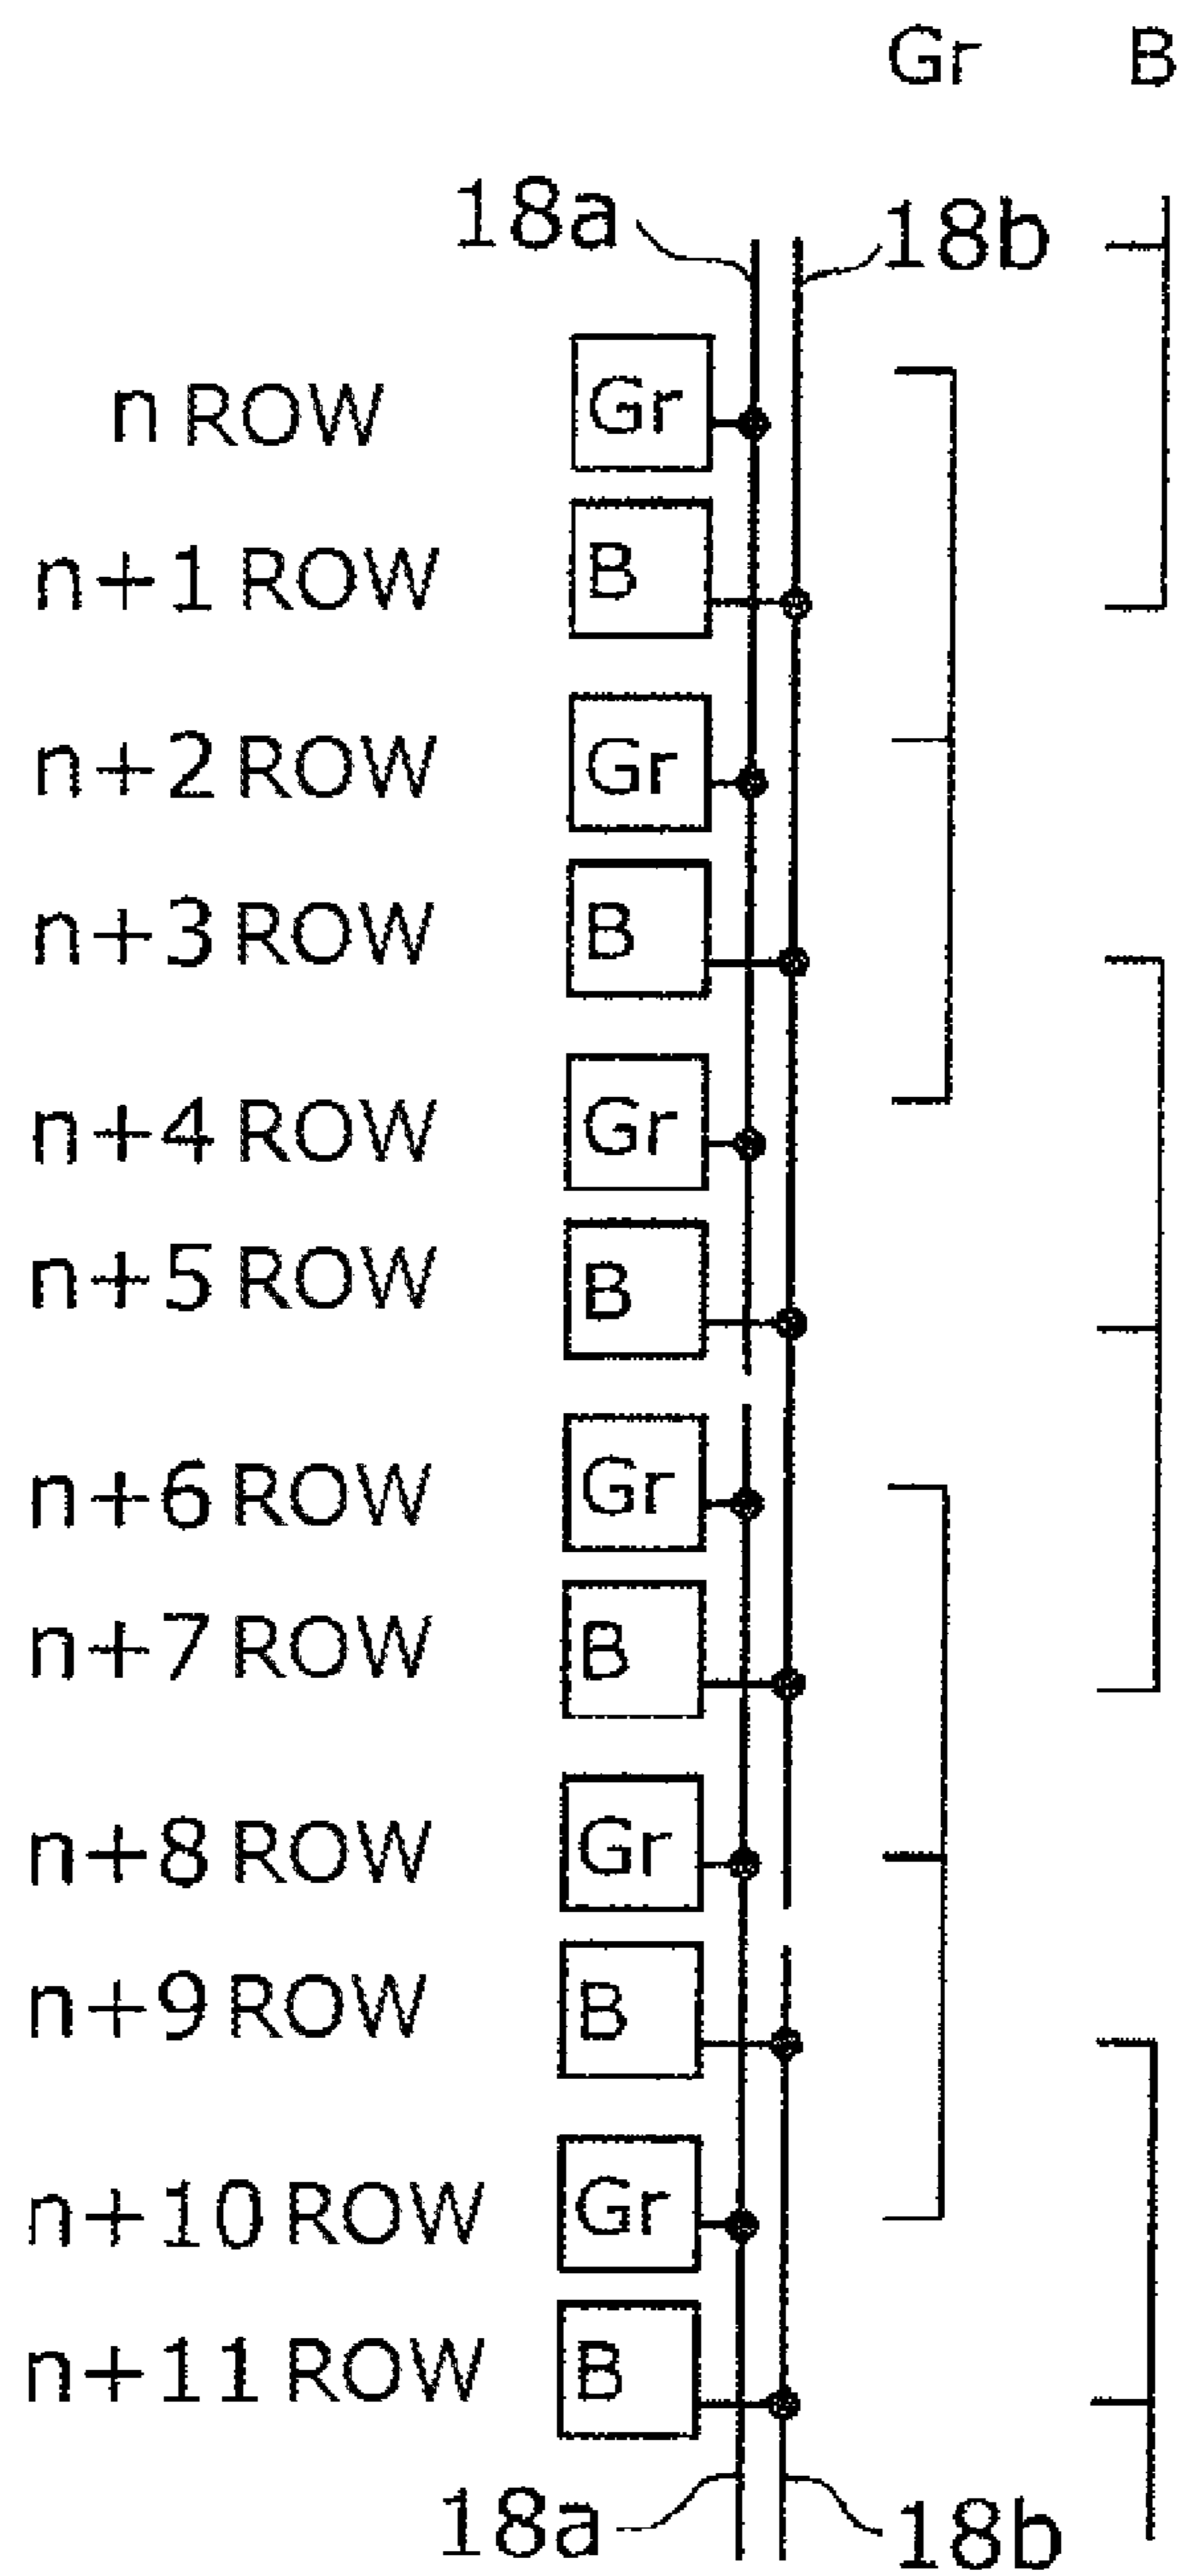 Gr B
18a 18b
n ROW Gr
n+1 ROW B
n+2 ROW Gr
n+3 ROW B
n+4 ROW Gr
n+5 ROW B
n+6 ROW Gr
n+7 ROW B
n+8 ROW Gr
n+9 ROW B
n+10 ROW Gr
n+11 ROW B
18a 18b